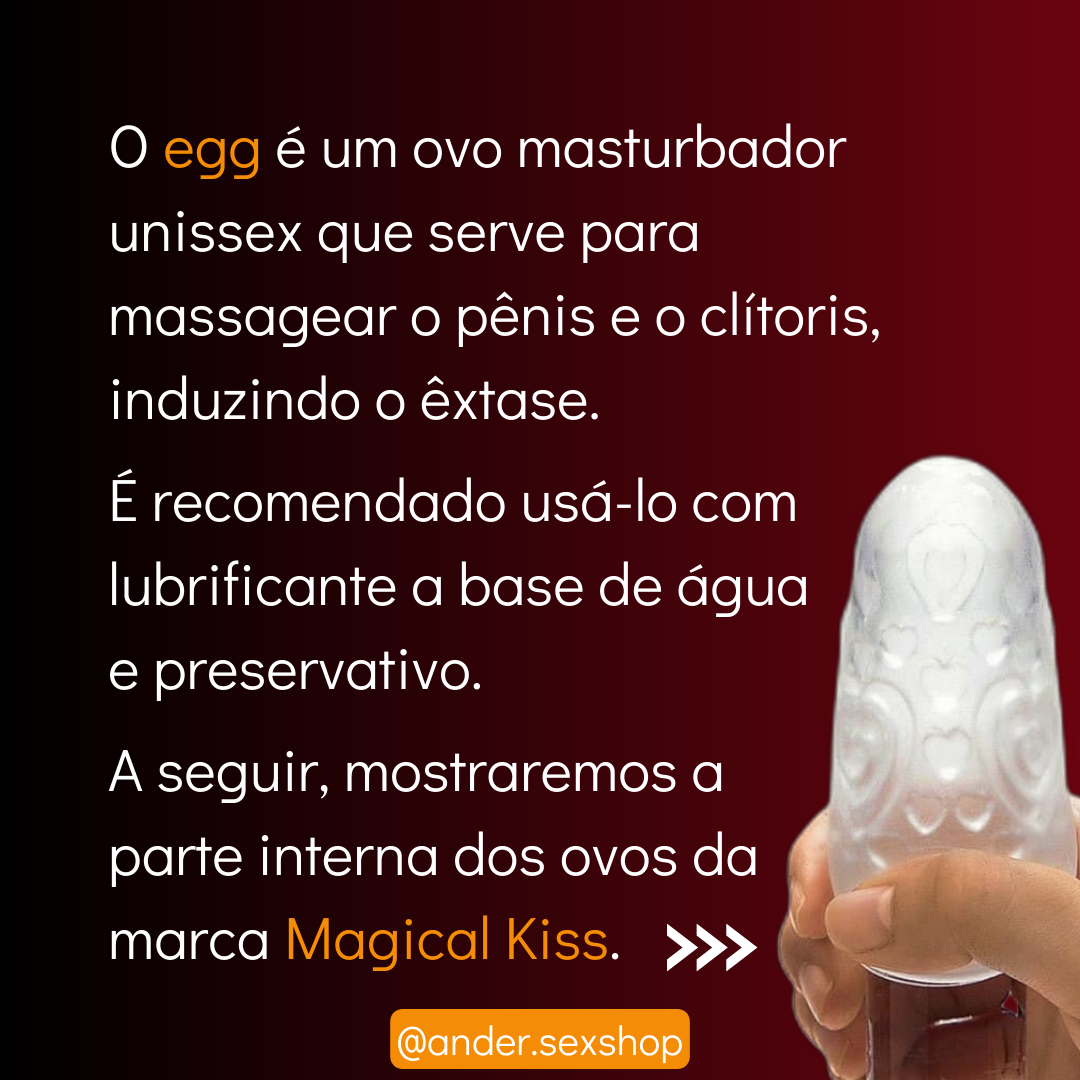 O egg é um ovo masturbador
unissex que serve para
massagear o pênis e o clítoris,
induzindo o êxtase.
É recomendado usá-lo com
lubrificante a base de água
e preservativo.
A seguir, mostraremos a
parte interna dos ovos da
marca Magical Kiss. >>>
@ander.sexshop